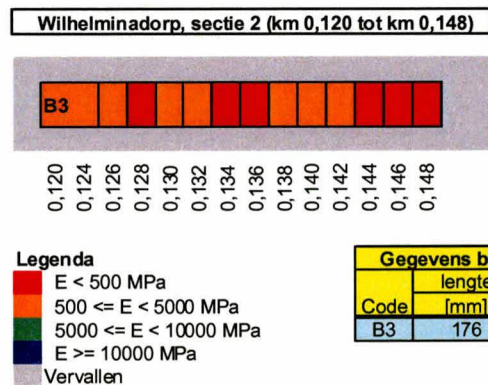 Wilhelminadorp, sectie 2 (km 0,120 tot km 0,148)
B3
0,120 0,124 0,126 0,128 0,130 0,132 0,134 0,136 0,138 0,140 0,142 0,144 0,146 0,148
Legenda
E < 500 MPa
500 <= E < 5000 MPa
5000 <= E < 10000 MPa
E >= 10000 MPa
Vervallen
Gegevens b
lengte
Code [mm]
B3 176